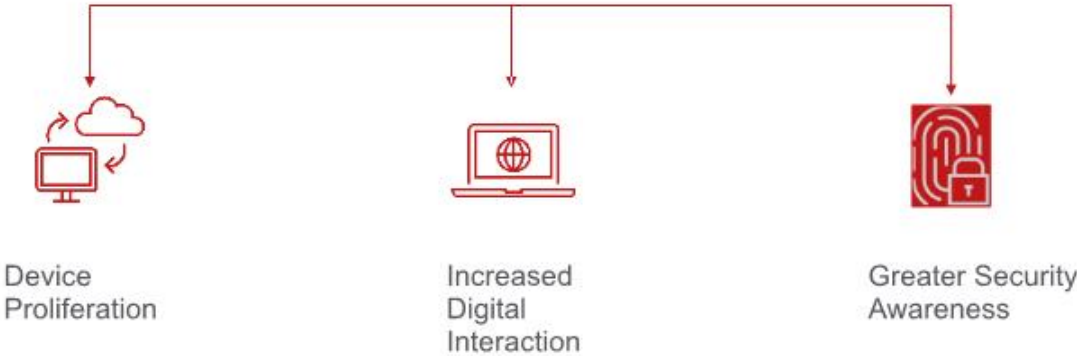 Device
Proliferation
Increased
Digital
Interaction
Greater Security
Awareness